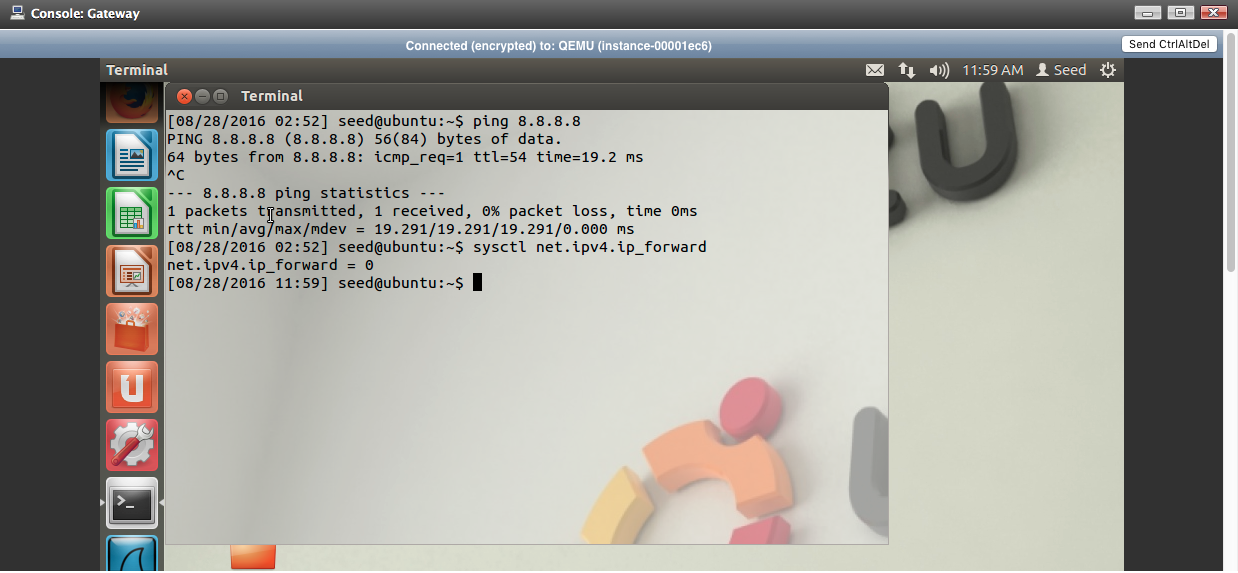 Console: Gateway
Connected (encrypted) to: QEMU (instance-00001ec6)
Send CtrlAltDel
Terminal
11:59 AM
Seed
Terminal
[08/28/2016 02:52] seed@ubuntu:~$ ping 8.8.8.8
PING 8.8.8.8 (8.8.8.8) 56(84) bytes of data.
64 bytes from 8.8.8.8: icmp_req=1 ttl=54 time=19.2 ms
^C
--- 8.8.8.8 ping statistics ---
1 packets transmitted, 1 received, 0% packet loss, time 0ms
rtt min/avg/max/mdev = 19.291/19.291/19.291/0.000 ms
[08/28/2016 02:52] seed@ubuntu:~$ sysctl net.ipv4.ip_forward
net.ipv4.ip_forward = 0
[08/28/2016 11:59] seed@ubuntu:~$